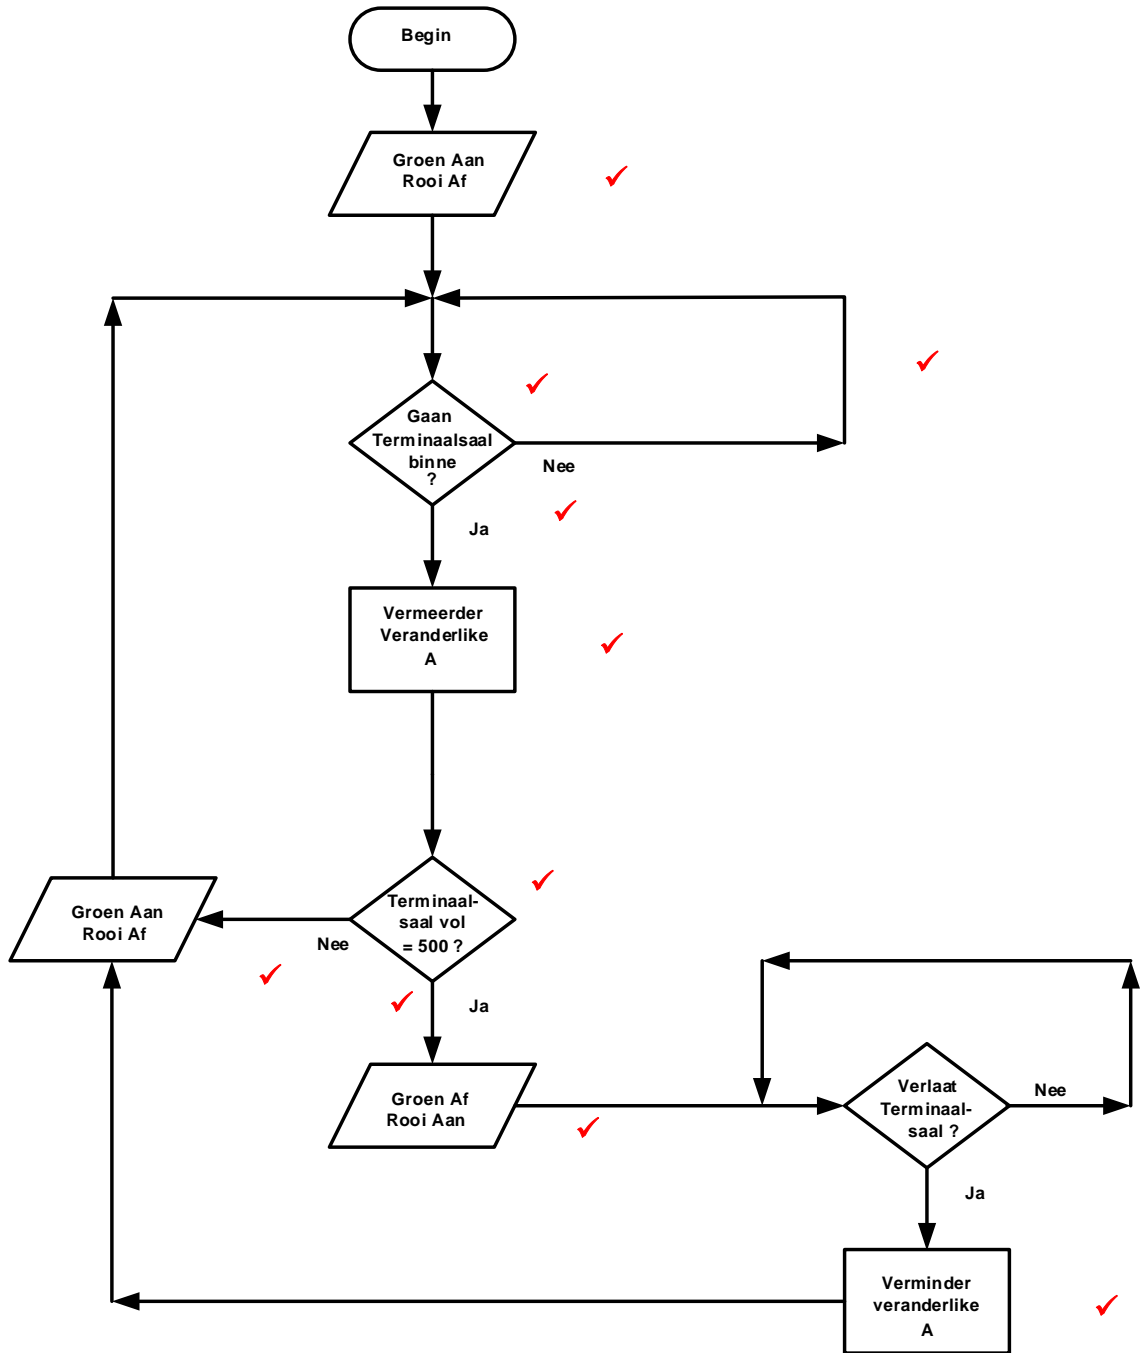 Begin
Groen Aan
Rooi Af
Gaan
Terminaalsaal
binne
?
Nee
Ja
Vermeerder
Veranderlike
A
Terminaal-
saal vol
= 500 ?
Nee
Ja
Groen Aan
Rooi Af
Groen Af
Rooi Aan
Verlaat
Terminaal-
saal ?
Nee
Ja
Verminder
veranderlike
A